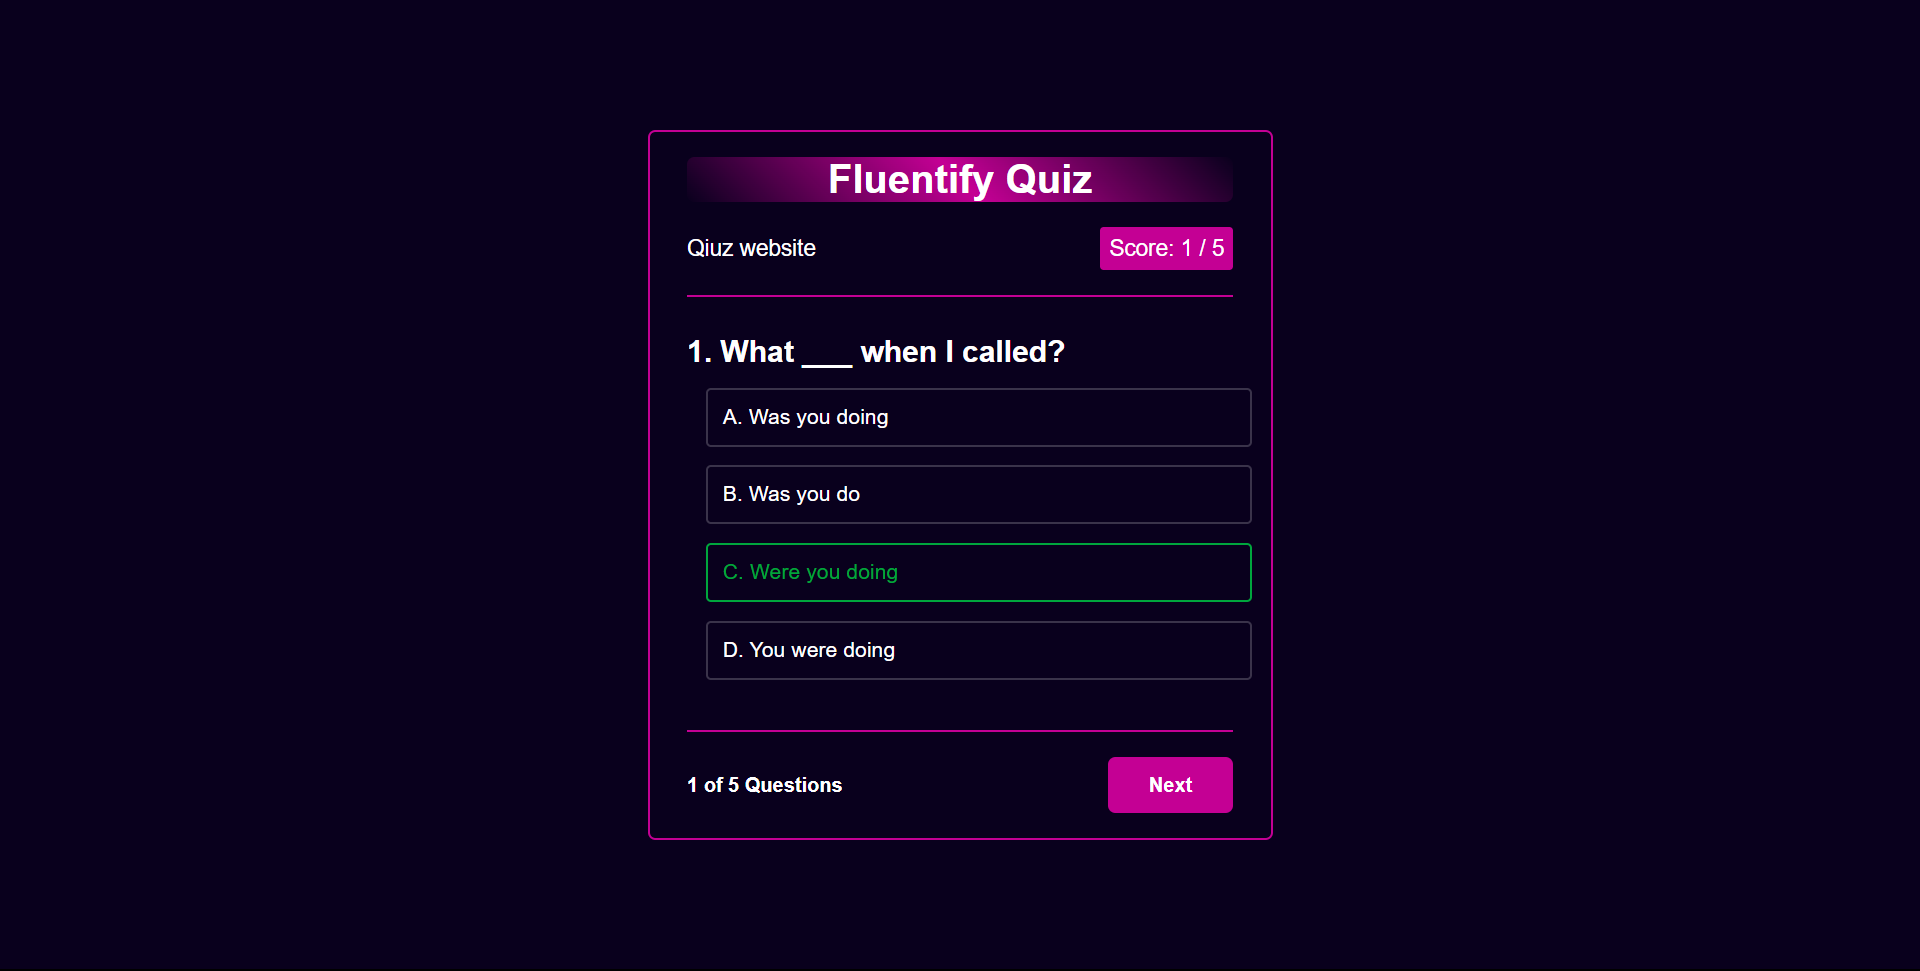 Fluentify Quiz
Qiuz website
Score: 1 / 5
1. What ___ when I called?
A. Was you doing
B. Was you do
C. Were you doing
D. You were doing
1 of 5 Questions
Next